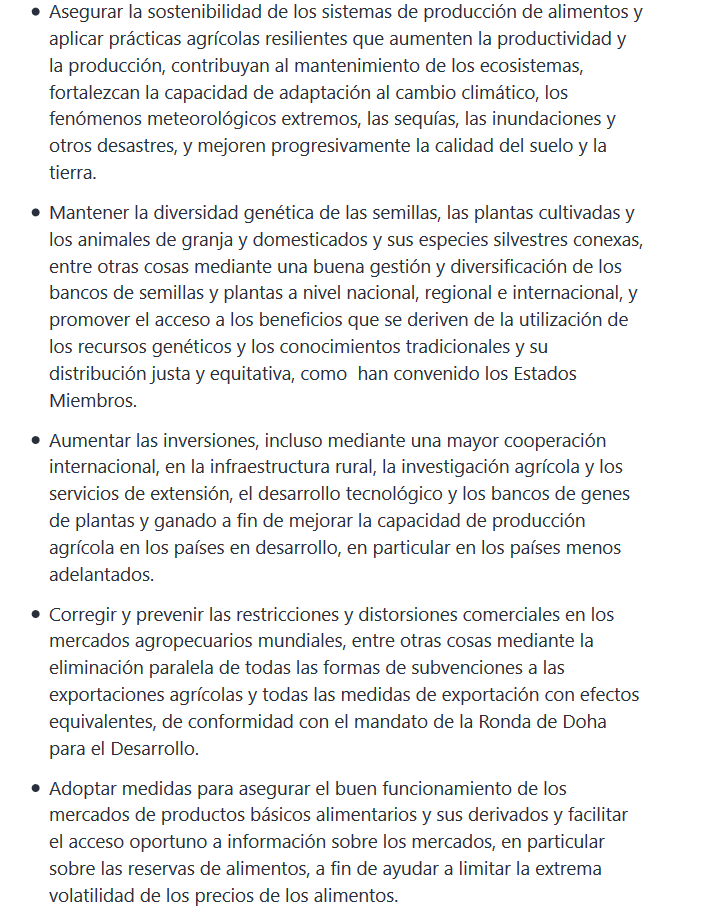 • Asegurar la sostenibilidad de los sistemas de producción de alimentos y
aplicar prácticas agrícolas resilientes que aumenten la productividad y
la producción, contribuyan al mantenimiento de los ecosistemas,
fortalezcan la capacidad de adaptación al cambio climático, los
fenómenos meteorológicos extremos, las sequías, las inundaciones y
otros desastres, y mejoren progresivamente la calidad del suelo y la
tierra.
• Mantener la diversidad genética de las semillas, las plantas cultivadas y
los animales de granja y domesticados y sus especies silvestres conexas,
entre otras cosas mediante una buena gestión y diversificación de los
bancos de semillas y plantas a nivel nacional, regional e internacional, y
promover el acceso a los beneficios que se deriven de la utilización de
los recursos genéticos y los conocimientos tradicionales y su
distribución justa y equitativa, como  han convenido los Estados
Miembros.
• Aumentar las inversiones, incluso mediante una mayor cooperación
internacional, en la infraestructura rural, la investigación agrícola y los
servicios de extensión, el desarrollo tecnológico y los bancos de genes
de plantas y ganado a fin de mejorar la capacidad de producción
agrícola en los países en desarrollo, en particular en los países menos
adelantados.
• Corregir y prevenir las restricciones y distorsiones comerciales en los
mercados agropecuarios mundiales, entre otras cosas mediante la
eliminación paralela de todas las formas de subvenciones a las
exportaciones agrícolas y todas las medidas de exportación con efectos
equivalentes, de conformidad con el mandato de la Ronda de Doha
para el Desarrollo.
• Adoptar medidas para asegurar el buen funcionamiento de los
mercados de productos básicos alimentarios y sus derivados y facilitar
el acceso oportuno a información sobre los mercados, en particular
sobre las reservas de alimentos, a fin de ayudar a limitar la extrema
volatilidad de los precios de los alimentos.